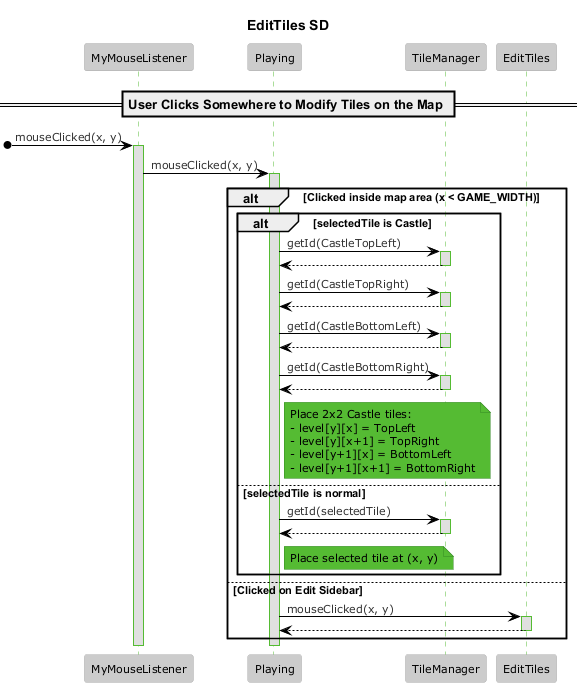 EditTiles SD
MyMouseListener
Playing
TileManager
EditTiles
User Clicks Somewhere to Modify Tiles on the Map
mouseClicked(x, y)
mouseClicked(x, y)
alt
[Clicked inside map area (x < GAME_WIDTH)]
alt
[selectedTile is Castle]
getId(CastleTopLeft)
getId(CastleTopRight)
getId(CastleBottomLeft)
getId(CastleBottomRight)
Place 2x2 Castle tiles:
- level[y][x] = TopLeft
- level[y][x+1] = TopRight
- level[y+1][x] = BottomLeft
- level[y+1][x+1] = BottomRight
[selectedTile is normal]
getId(selectedTile)
Place selected tile at (x, y)
[Clicked on Edit Sidebar]
mouseClicked(x, y)
MyMouseListener
Playing
TileManager
EditTiles